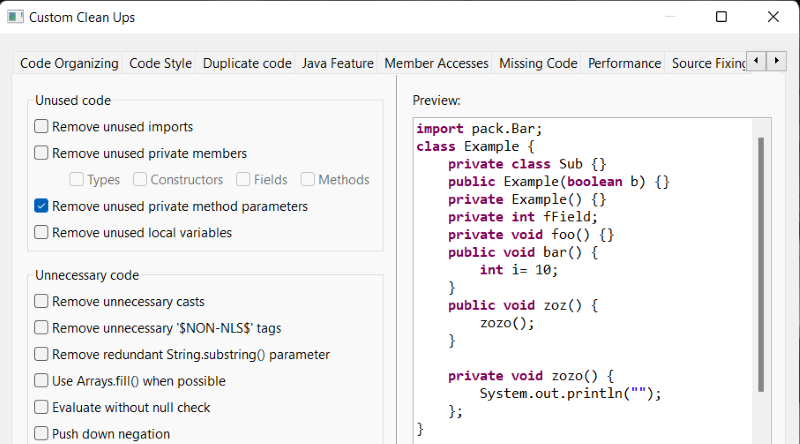 Custom Clean Ups
Code Organizing Code Style Duplicate code Java Feature Member Accesses Missing Code Performance Source Fixing
Unused code
Remove unused imports
Remove unused private members
Types Constructors Fields Methods
Remove unused private method parameters
Remove unused local variables
Unnecessary code
Remove unnecessary casts
Remove unnecessary '$NON-NLS$' tags
Remove redundant String.substring() parameter
Use Arrays.fill() when possible
Evaluate without null check
Push down negation
Preview:
import pack.Bar;
class Example {
    private class Sub {}
    public Example(boolean b) {}
    private Example() {}
    private int fField;
    private void foo() {}
    public void bar() {
        int i= 10;
    }
    public void zoz() {
        zozo();
    }

    private void zozo() {
        System.out.println("");
    };
}